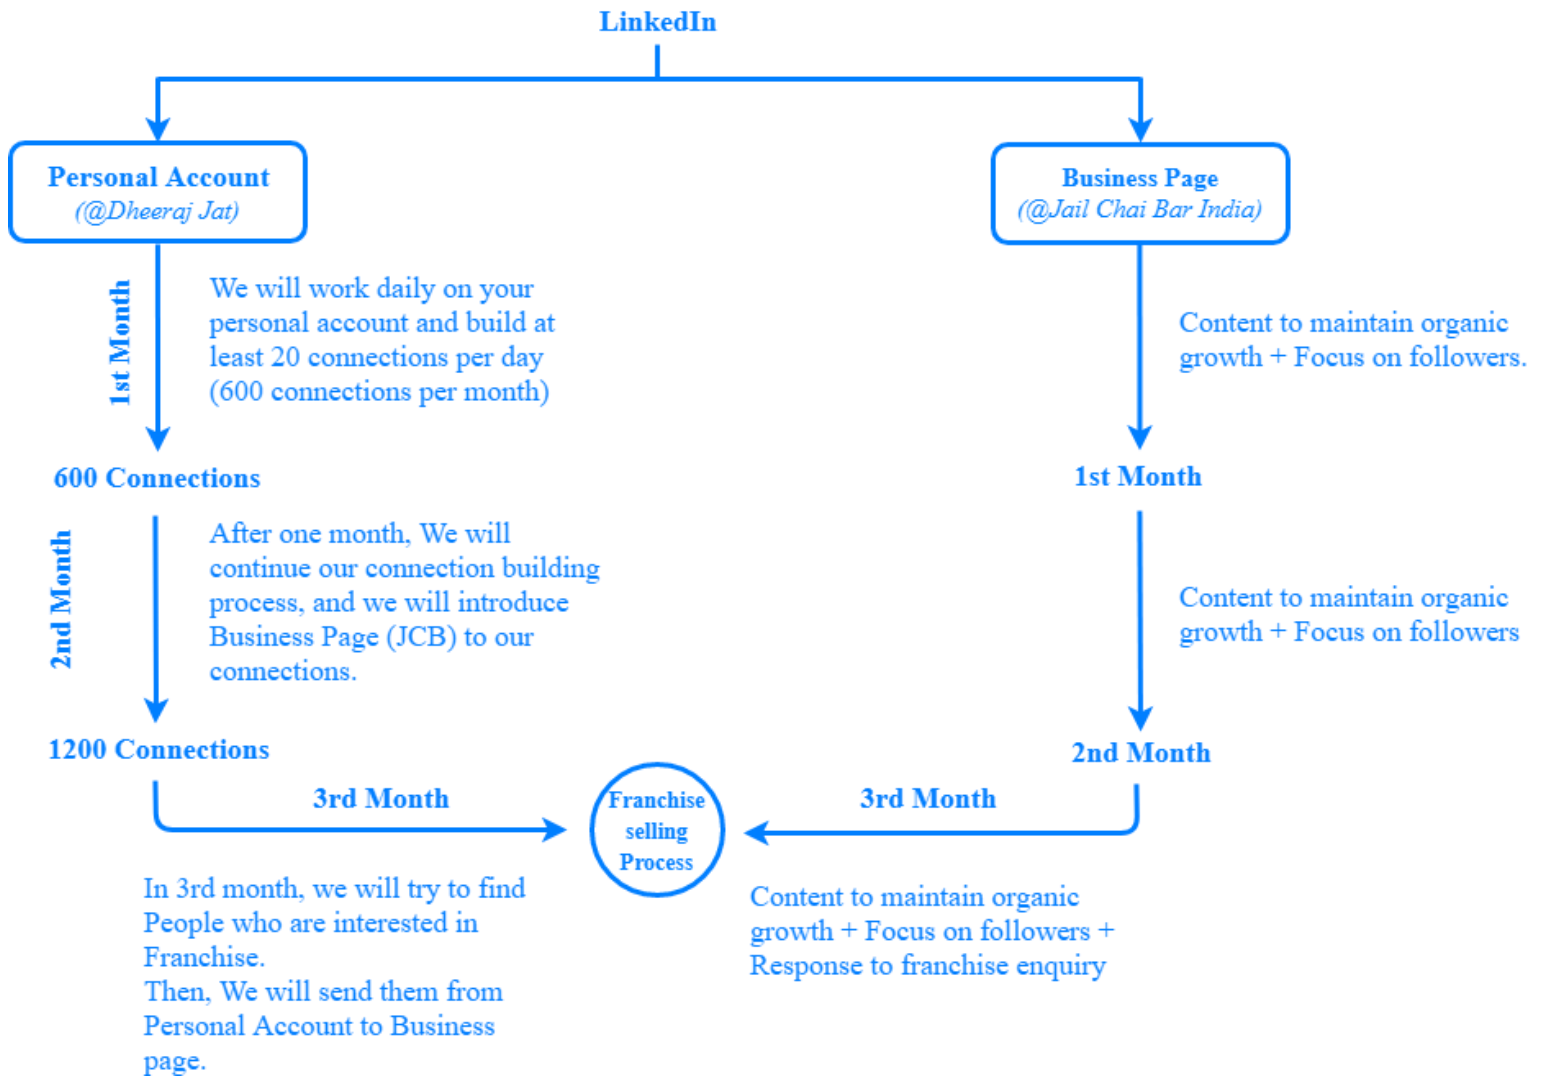 LinkedIn
Personal Account
(@Dheeraj Jat)
1st Month
We will work daily on your
personal account and build at
least 20 connections per day
(600 connections per month)
600 Connections
2nd Month
After one month, We will
continue our connection building
process, and we will introduce
Business Page (JCB) to our
connections.
1200 Connections
3rd Month
In 3rd month, we will try to find
People who are interested in
Franchise.
Then, We will send them from
Personal Account to Business
page.
Franchise
selling
Process
Business Page
(@Jail Chai Bar India)
Content to maintain organic
growth + Focus on followers.
1st Month
Content to maintain organic
growth + Focus on followers
2nd Month
3rd Month
Content to maintain organic
growth + Focus on followers +
Response to franchise enquiry